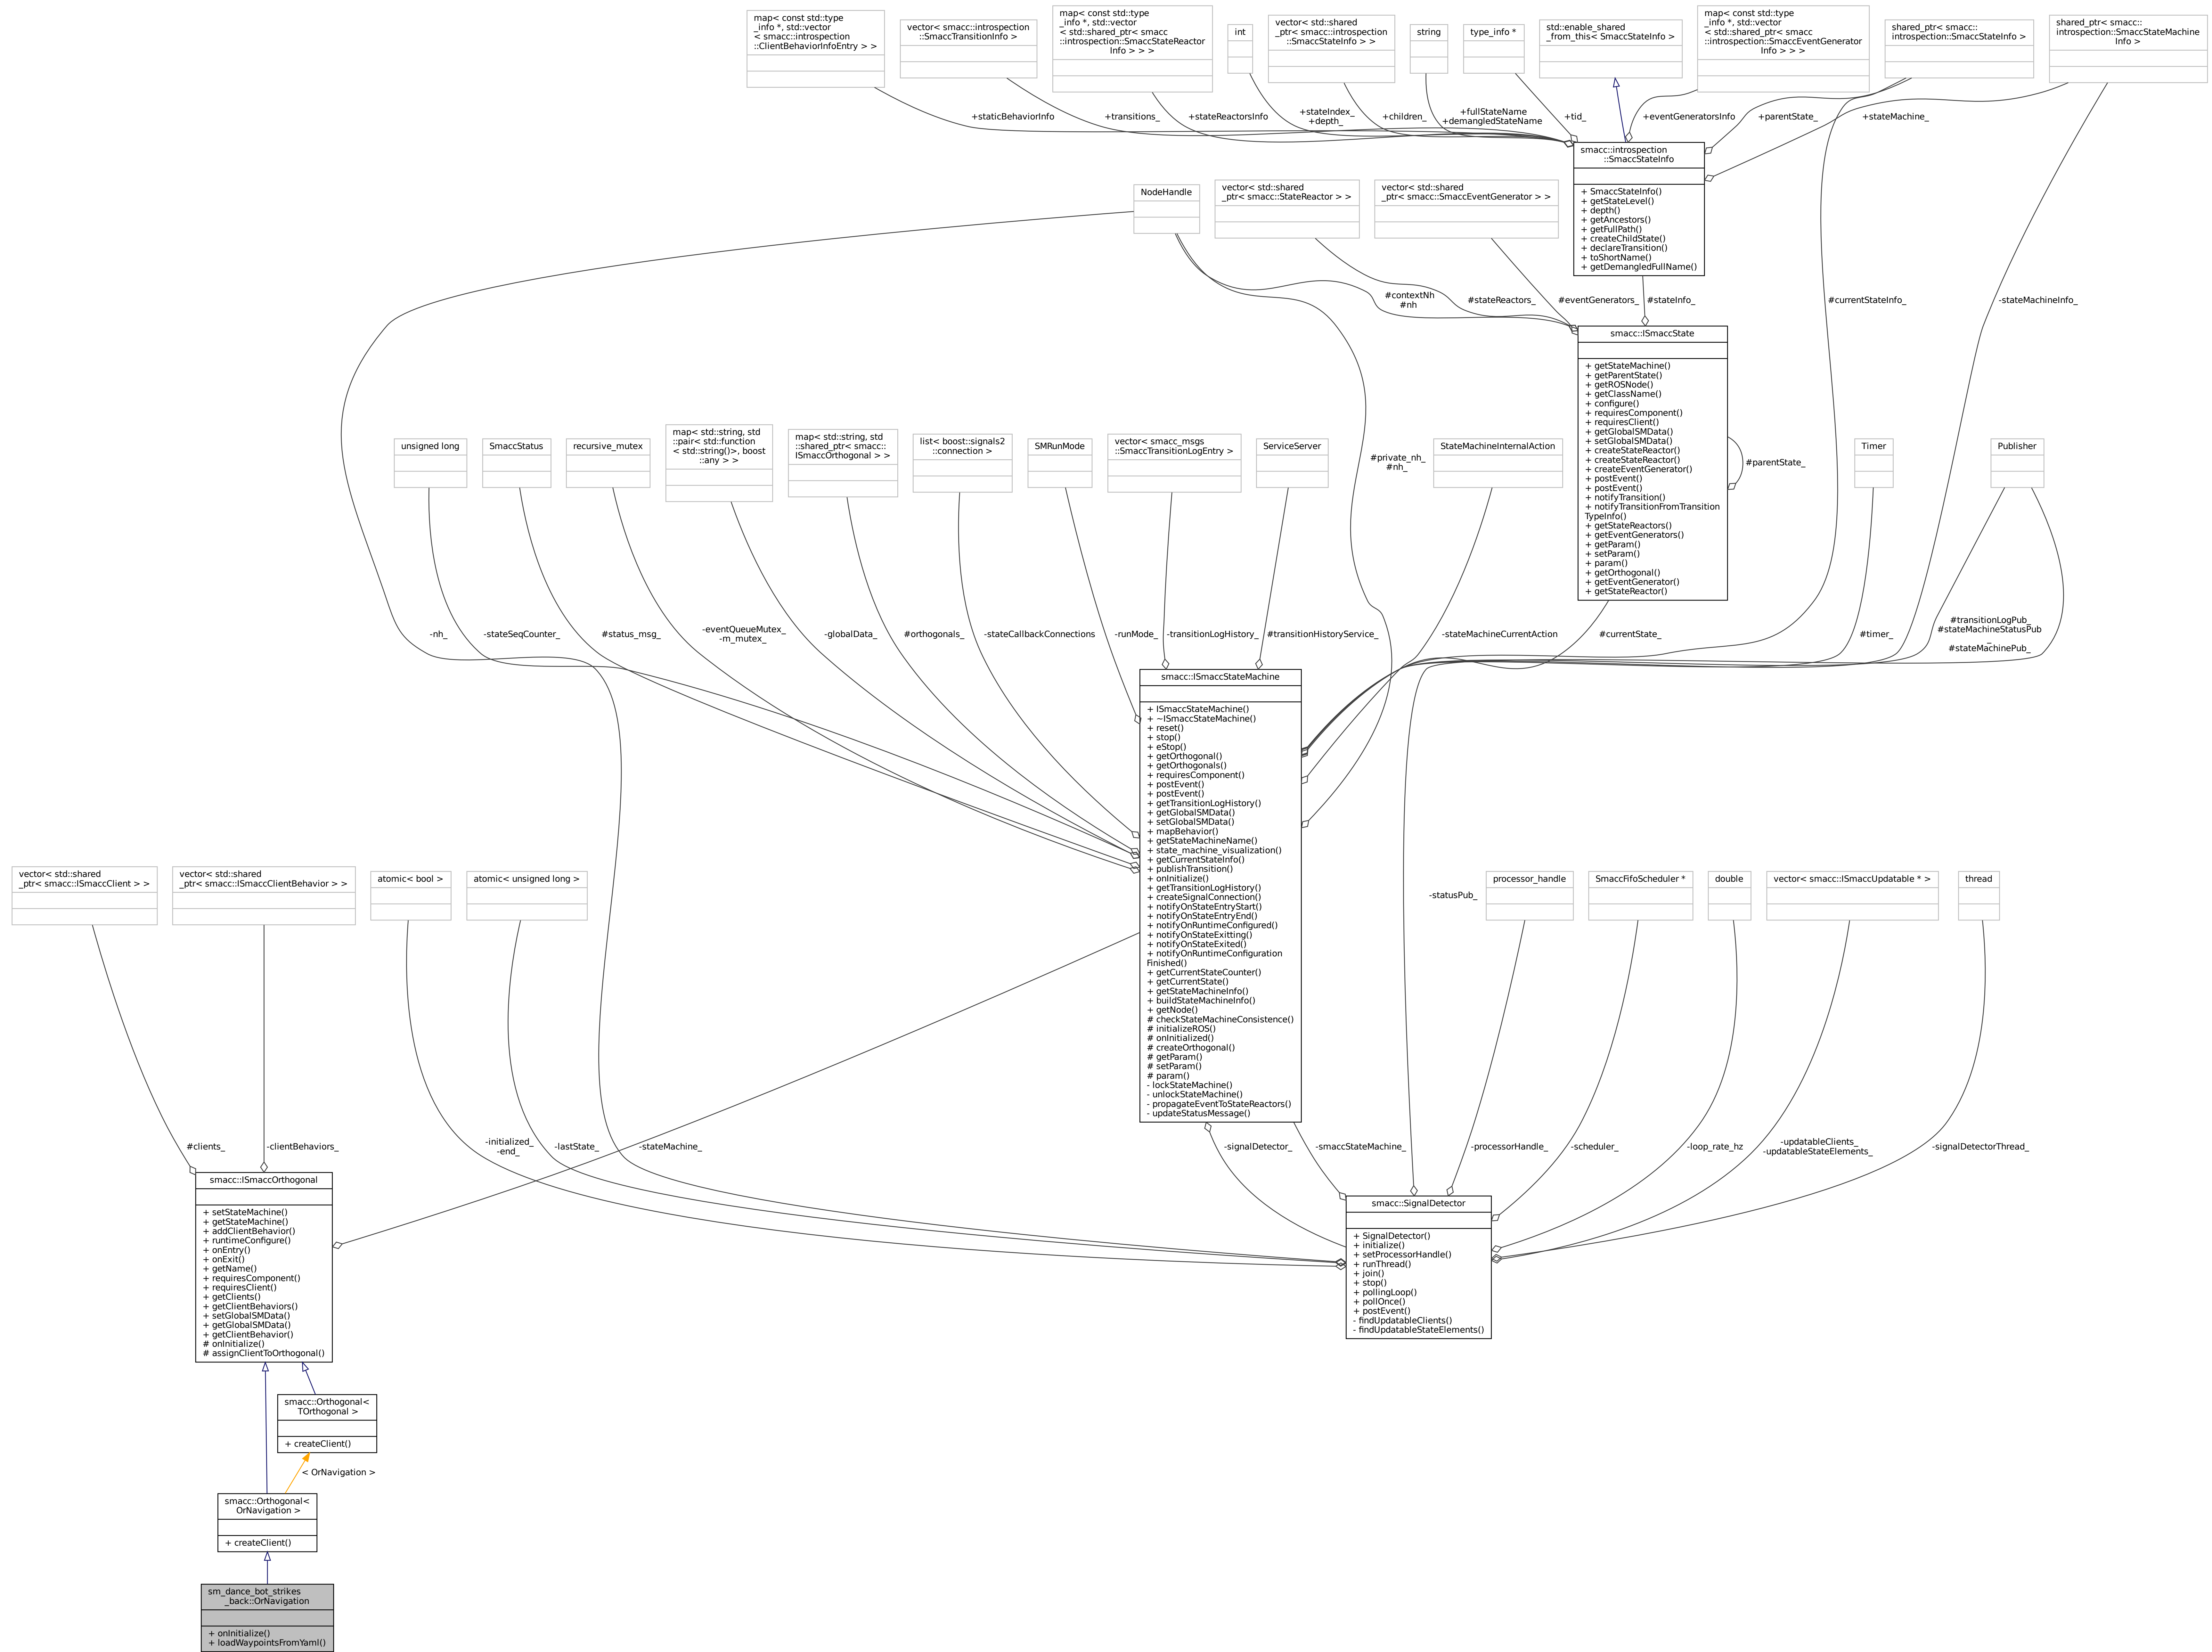 map< const std::type
_info *, std::vector
< smacc::introspection
::ClientBehaviorInfoEntry > >
vector< smacc::introspection
::SmaccTransitionInfo >
map< const std::type
_info *, std::vector
< std::shared_ptr< smacc
::introspection::SmaccStateReactor
Info > > >
int
vector< std::shared
_ptr< smacc::introspection
::SmaccStateInfo > >
string
type_info *
std::enable_shared
_from_this< SmaccStateInfo >
map< const std::type
_info *, std::vector
< std::shared_ptr< smacc
::introspection::SmaccEventGenerator
Info > > >
shared_ptr< smacc::
introspection::SmaccStateInfo >
shared_ptr< smacc::
introspection::SmaccStateMachine
Info >
+staticBehaviorInfo
+transitions_
+stateReactorsInfo
+stateIndex_
+depth_
+children_
+fullStateName
+demangledStateName
+tid_
+eventGeneratorsInfo
+parentState_
+stateMachine_
smacc::introspection
::SmaccStateInfo
+ SmaccStateInfo()
+ getStateLevel()
+ depth()
+ getAncestors()
+ getFullPath()
+ createChildState()
+ declareTransition()
+ toShortName()
+ getDemangledFullName()
NodeHandle
vector< std::shared
_ptr< smacc::StateReactor > >
vector< std::shared
_ptr< smacc::SmaccEventGenerator > >
#contextNh
#nh
#stateReactors_
#eventGenerators_
#stateInfo_
#currentStateInfo_
-stateMachineInfo_
smacc::ISmaccState
+ getStateMachine()
+ getParentState()
+ getROSNode()
+ getClassName()
+ configure()
+ requiresComponent()
+ requiresClient()
+ getGlobalSMData()
+ setGlobalSMData()
+ createStateReactor()
+ createStateReactor()
+ createEventGenerator()
+ postEvent()
+ postEvent()
+ notifyTransition()
+ notifyTransitionFromTransition
TypeInfo()
+ getStateReactors()
+ getEventGenerators()
+ getParam()
+ setParam()
+ param()
+ getOrthogonal()
+ getEventGenerator()
+ getStateReactor()
#parentState_
unsigned long
SmaccStatus
recursive_mutex
map< std::string, std
::pair< std::function
< std::string()>, boost
::any > >
map< std::string, std
::shared_ptr< smacc::
ISmaccOrthogonal > >
list< boost::signals2
::connection >
SMRunMode
vector< smacc_msgs
::SmaccTransitionLogEntry >
ServiceServer
#private_nh_
#nh_
StateMachineInternalAction
Timer
Publisher
-nh_
-stateSeqCounter_
#status_msg_
-eventQueueMutex_
-m_mutex_
-globalData_
#orthogonals_
-stateCallbackConnections
-runMode_
-transitionLogHistory_
#transitionHistoryService_
-stateMachineCurrentAction
#currentState_
#timer_
#transitionLogPub_
#stateMachineStatusPub
_
#stateMachinePub_
smacc::ISmaccStateMachine
+ ISmaccStateMachine()
+ ~ISmaccStateMachine()
+ reset()
+ stop()
+ eStop()
+ getOrthogonal()
+ getOrthogonals()
+ requiresComponent()
+ postEvent()
+ postEvent()
+ getTransitionLogHistory()
+ getGlobalSMData()
+ setGlobalSMData()
+ mapBehavior()
+ getStateMachineName()
+ state_machine_visualization()
+ getCurrentStateInfo()
+ publishTransition()
+ onInitialize()
+ getTransitionLogHistory()
+ createSignalConnection()
+ notifyOnStateEntryStart()
+ notifyOnStateEntryEnd()
+ notifyOnRuntimeConfigured()
+ notifyOnStateExitting()
+ notifyOnStateExited()
+ notifyOnRuntimeConfiguration
Finished()
+ getCurrentStateCounter()
+ getCurrentState()
+ getStateMachineInfo()
+ buildStateMachineInfo()
+ getNode()
# checkStateMachineConsistence()
# initializeROS()
# onInitialized()
# createOrthogonal()
# getParam()
# setParam()
# param()
- lockStateMachine()
- unlockStateMachine()
- propagateEventToStateReactors()
- updateStatusMessage()
vector< std::shared
_ptr< smacc::ISmaccClient > >
vector< std::shared
_ptr< smacc::ISmaccClientBehavior > >
atomic< bool >
atomic< unsigned long >
-statusPub_
processor_handle
SmaccFifoScheduler *
double
vector< smacc::ISmaccUpdatable * >
thread
#clients_
-clientBehaviors_
-initialized_
-end_
-lastState_
-stateMachine_
-signalDetector_
-smaccStateMachine_
-processorHandle_
-scheduler_
-loop_rate_hz
-updatableClients_
-updatableStateElements_
-signalDetectorThread_
smacc::ISmaccOrthogonal
+ setStateMachine()
+ getStateMachine()
+ addClientBehavior()
+ runtimeConfigure()
+ onEntry()
+ onExit()
+ getName()
+ requiresComponent()
+ requiresClient()
+ getClients()
+ getClientBehaviors()
+ setGlobalSMData()
+ getGlobalSMData()
+ getClientBehavior()
# onInitialize()
# assignClientToOrthogonal()
smacc::SignalDetector
+ SignalDetector()
+ initialize()
+ setProcessorHandle()
+ runThread()
+ join()
+ stop()
+ pollingLoop()
+ pollOnce()
+ postEvent()
- findUpdatableClients()
- findUpdatableStateElements()
smacc::Orthogonal<
TOrthogonal >
+ createClient()
< OrNavigation >
smacc::Orthogonal<
OrNavigation >
+ createClient()
sm_dance_bot_strikes
_back::OrNavigation
+ onInitialize()
+ loadWaypointsFromYaml()